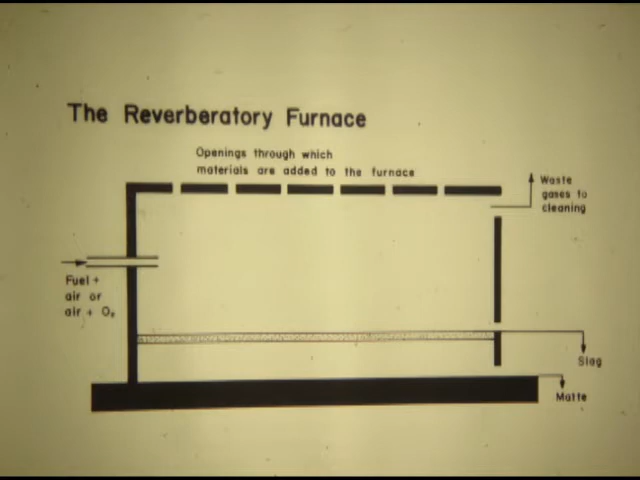 The Reverberatory Furnace
Openings through which
materials are added to the furnace
Waste
gases to
cleaning
Fuel +
air or
air + O₂
Slag
Matte